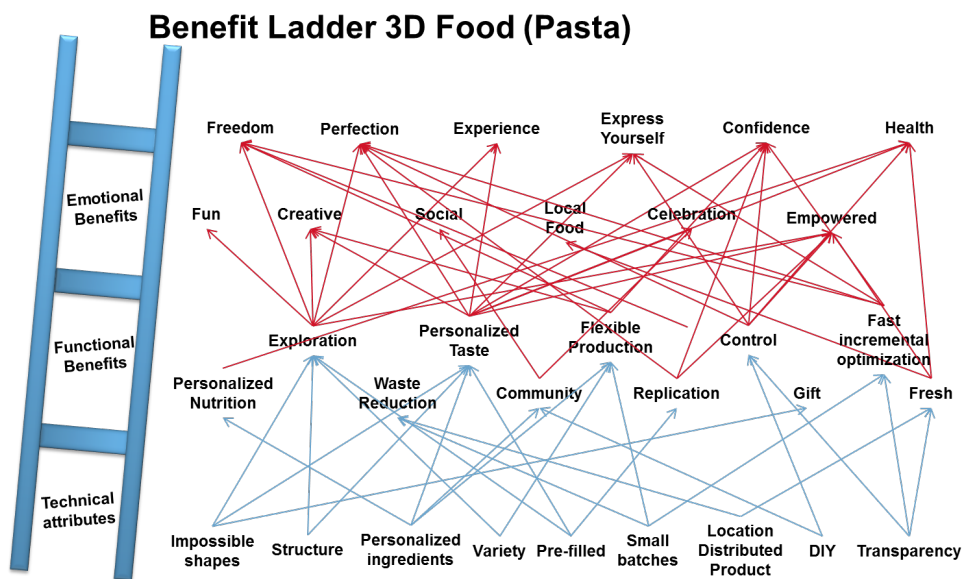 Benefit Ladder 3D Food (Pasta)
Emotional
Benefits
Functional
Benefits
Technical
attributes
Freedom
Perfection
Experience
Express
Yourself
Confidence
Health
Fun
Creative
Social
Local
Food
Celebration
Empowered
Exploration
Personalized
Taste
Flexible
Production
Control
Fast
incremental
optimization
Personalized
Nutrition
Waste
Reduction
Community
Replication
Gift
Fresh
Impossible
shapes
Structure
Personalized
ingredients
Variety
Pre-filled
Small
batches
Location
Distributed
Product
DIY
Transparency